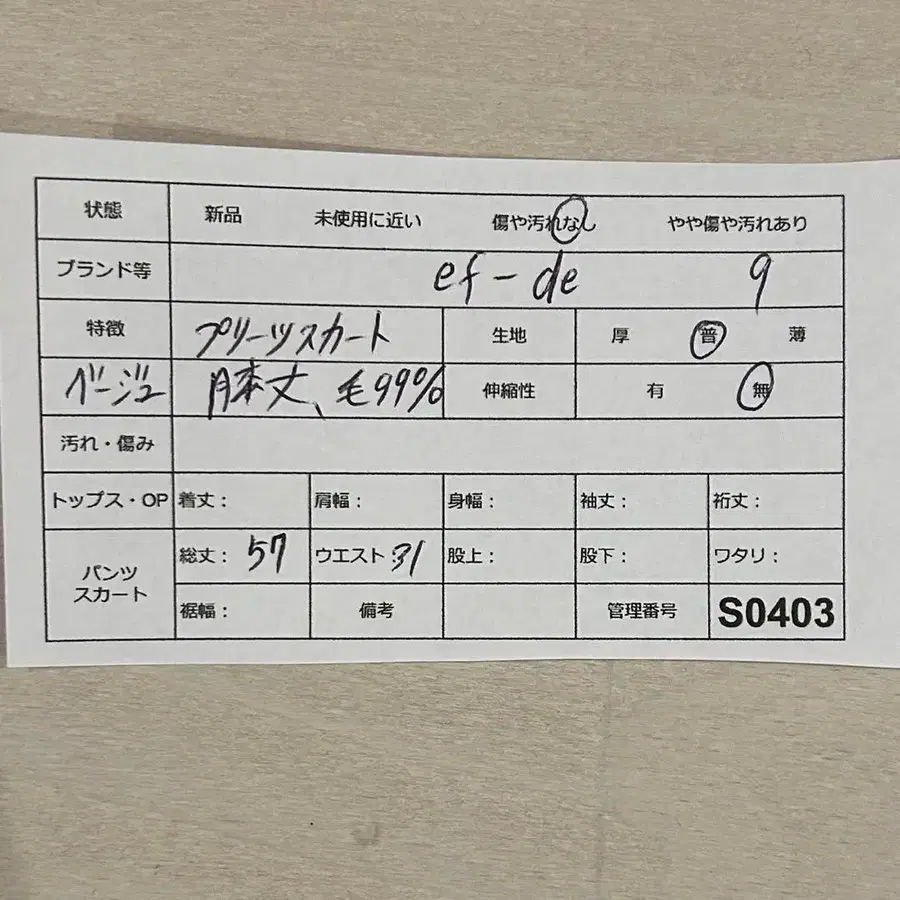 状態 新品 未使用に近い 傷や汚れなし やや傷や汚れあり
ブランド等 ef-de 9
特徴 プリーツスカート 生地 厚 普 薄
ベージュ 膝丈、毛99% 伸縮性 有 無
汚れ・傷み
トップス・OP 着丈： 肩幅： 身幅： 袖丈： 裄丈：
パンツ スカート 総丈：57 ウエスト：31 股上： 股下： ワタリ：
裾幅： 備考 管理番号 S0403